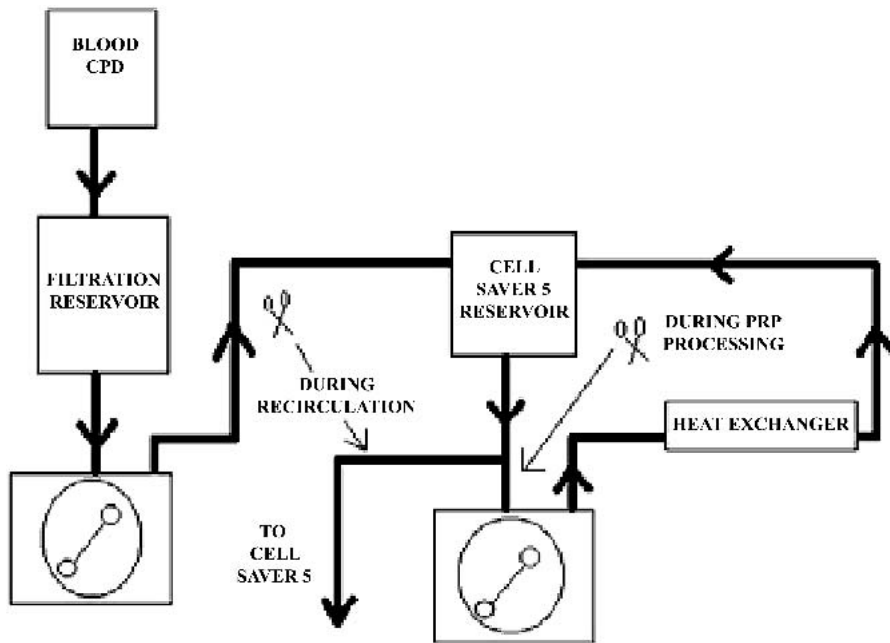 BLOOD
CPD
FILTRATION
RESERVOIR
CELL
SAVER 5
RESERVOIR
DURING PRP
PROCESSING
DURING
RECIRCULATION
HEAT EXCHANGER
TO
CELL
SAVER 5